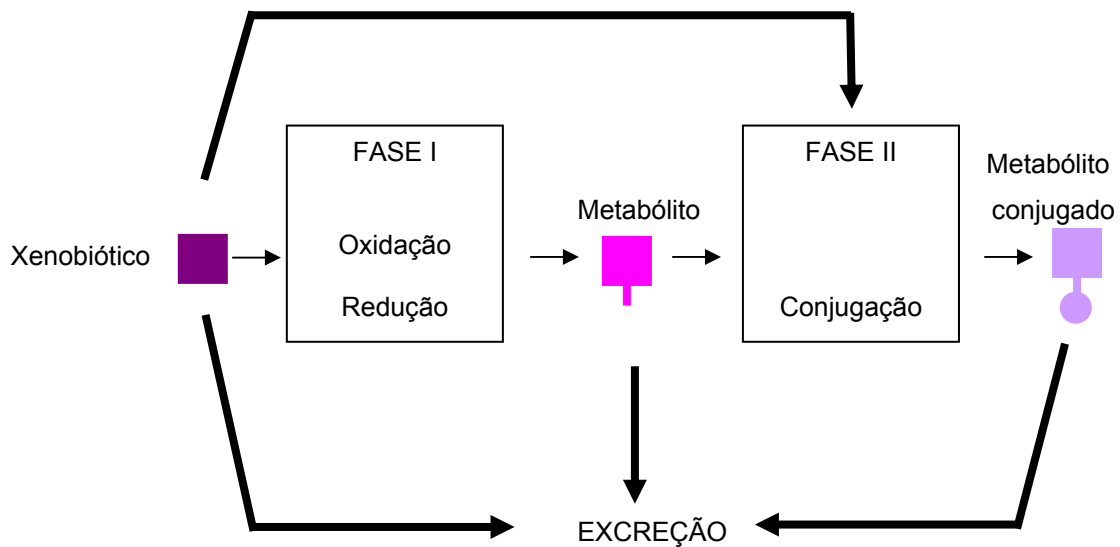 FASE I
FASE II
Metabólito
conjugado
Metabólito
Xenobiótico
Oxidação
Redução
Conjugação
EXCREÇÃO